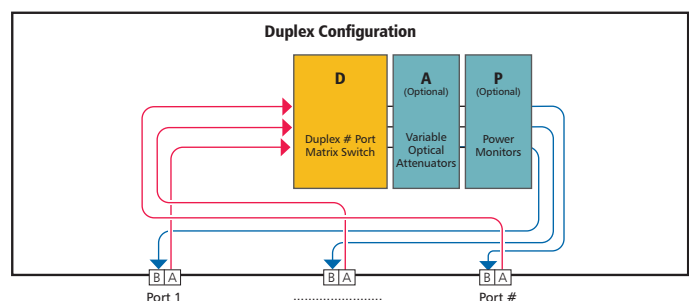 Duplex Configuration
D
Duplex # Port
Matrix Switch
A
(Optional)
Variable
Optical
Attenuators
P
(Optional)
Power
Monitors
B A
B A
B A
Port 1
........................
Port #